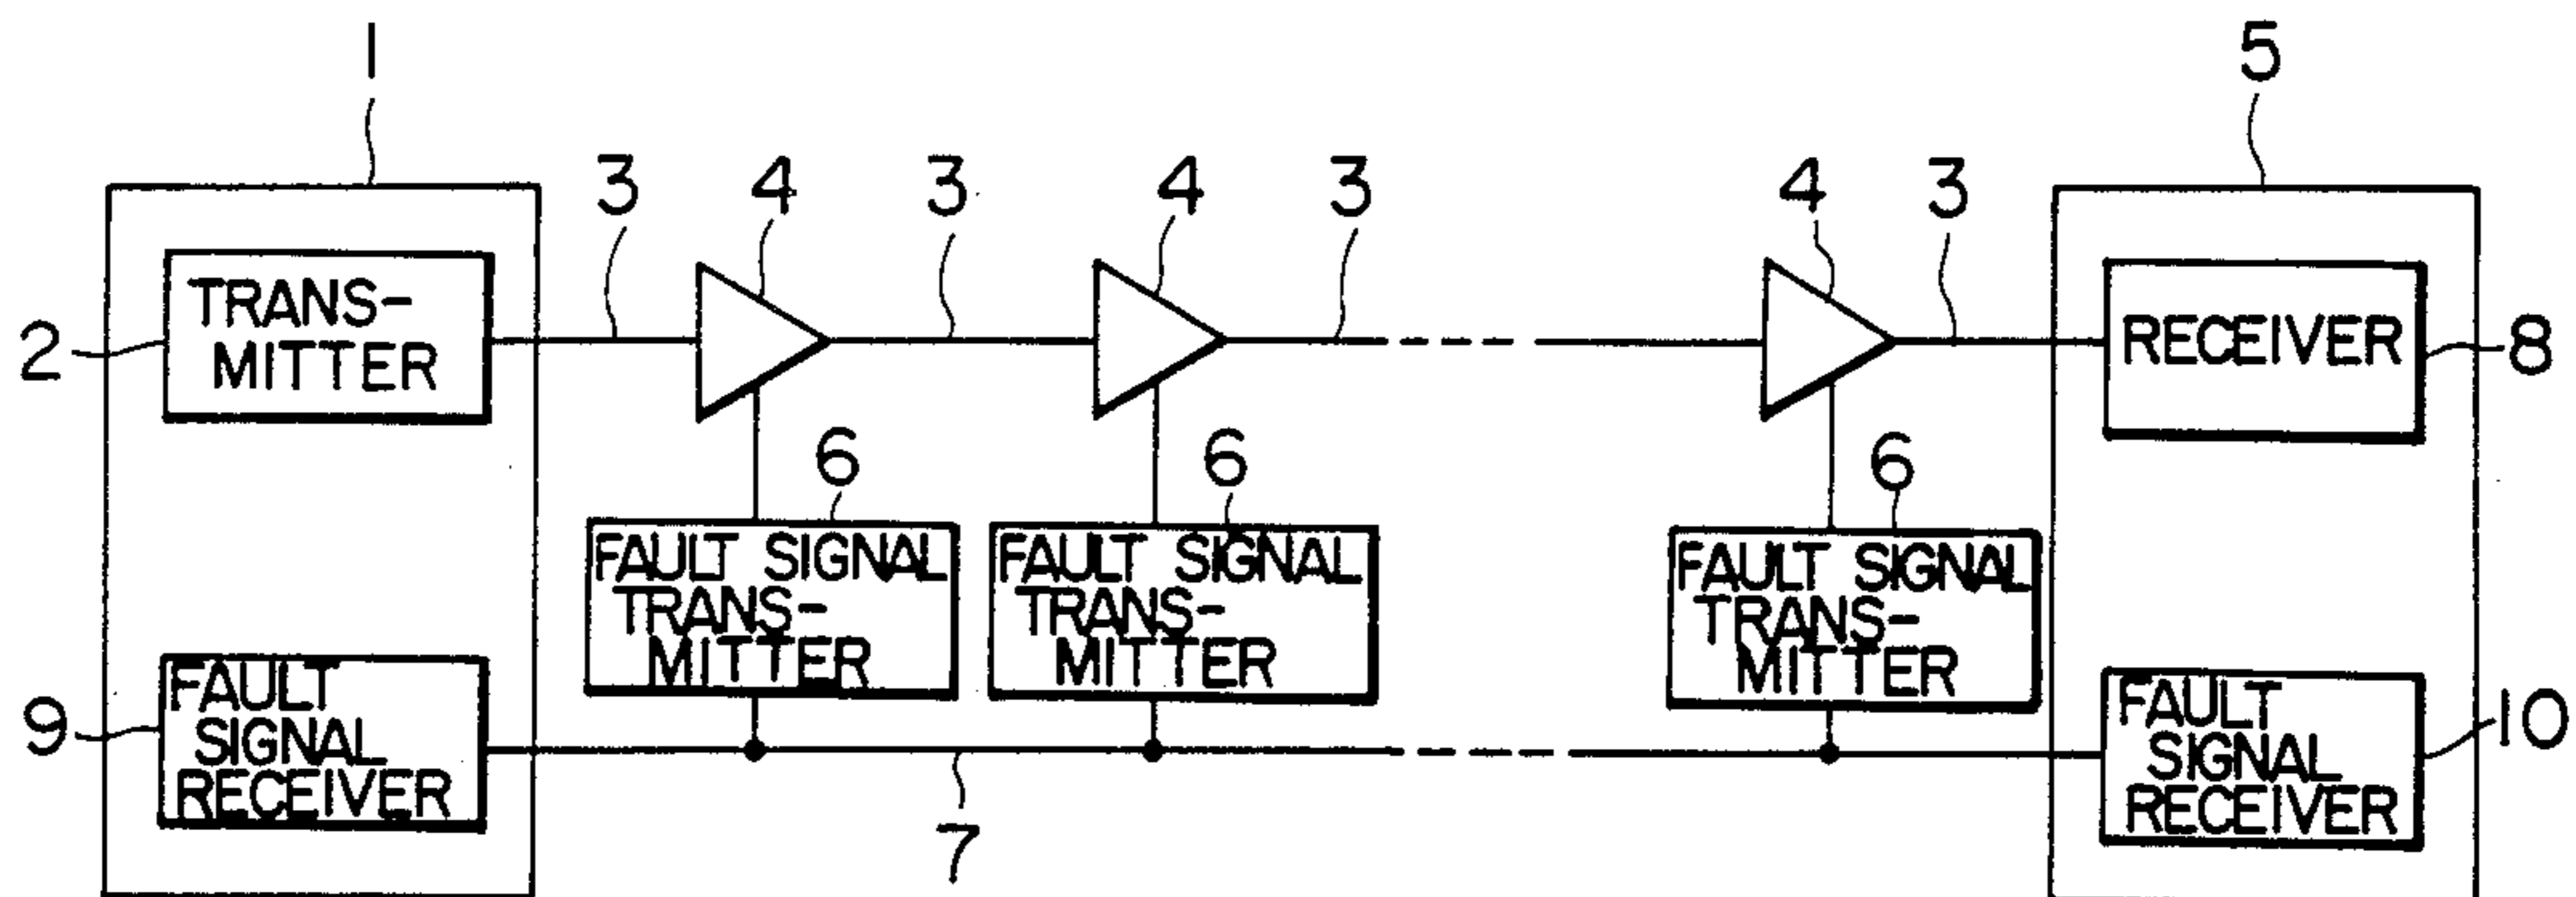 1
5
3
4
3
4
3
4
3
2
TRANS-
MITTER
RECEIVER
8
6
6
6
FAULT SIGNAL
TRANS-
MITTER
FAULT SIGNAL
TRANS-
MITTER
FAULT SIGNAL
TRANS-
MITTER
9
FAULT
SIGNAL
RECEIVER
7
FAULT
SIGNAL
RECEIVER
10